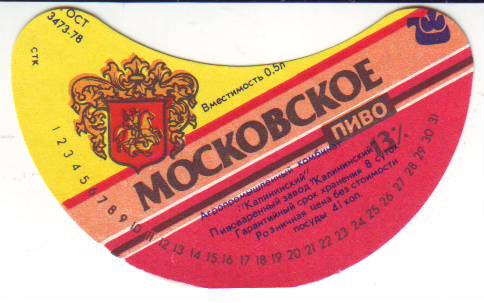 ГОСТ
3473-78
СТК
Вместимость 0,5л
МОСКОВСКОЕ
ПИВО
13%
Агропромышленный комбинат
"Калининский"
Пивоваренный завод "Калининский"
Гарантийный срок хранения 8 суток
Розничная цена без стоимости
посуды 41 коп.
1 2 3 4 5 6 7 8 9 10 11 12 13 14 15 16 17 18 19 20 21 22 23 24 25 26 27 28 29 30 31